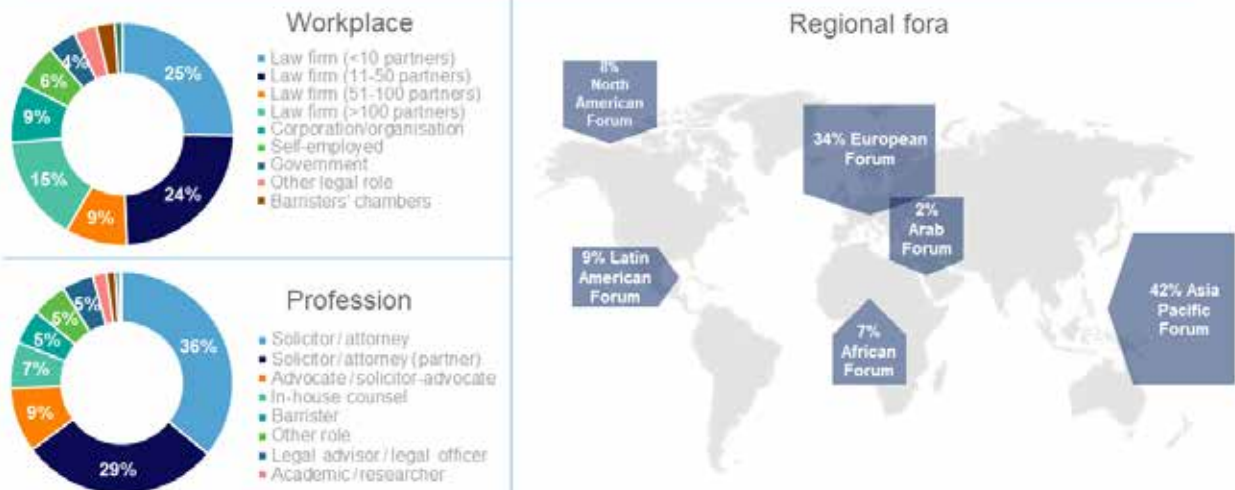 Workplace
25%
24%
9%
15%
9%
6%
4%
Law firm (<10 partners)
Law firm (11-50 partners)
Law firm (51-100 partners)
Law firm (>100 partners)
Corporation/organisation
Self-employed
Government
Other legal role
Barristers' chambers
Profession
36%
29%
9%
7%
5%
5%
5%
Solicitor/attorney
Solicitor/attorney (partner)
Advocate/solicitor-advocate
In-house counsel
Barrister
Other role
Legal advisor/legal officer
Academic/researcher
Regional fora
8%
North
American
Forum
34% European
Forum
2%
Arab
Forum
9% Latin
American
Forum
7%
African
Forum
42% Asia
Pacific
Forum